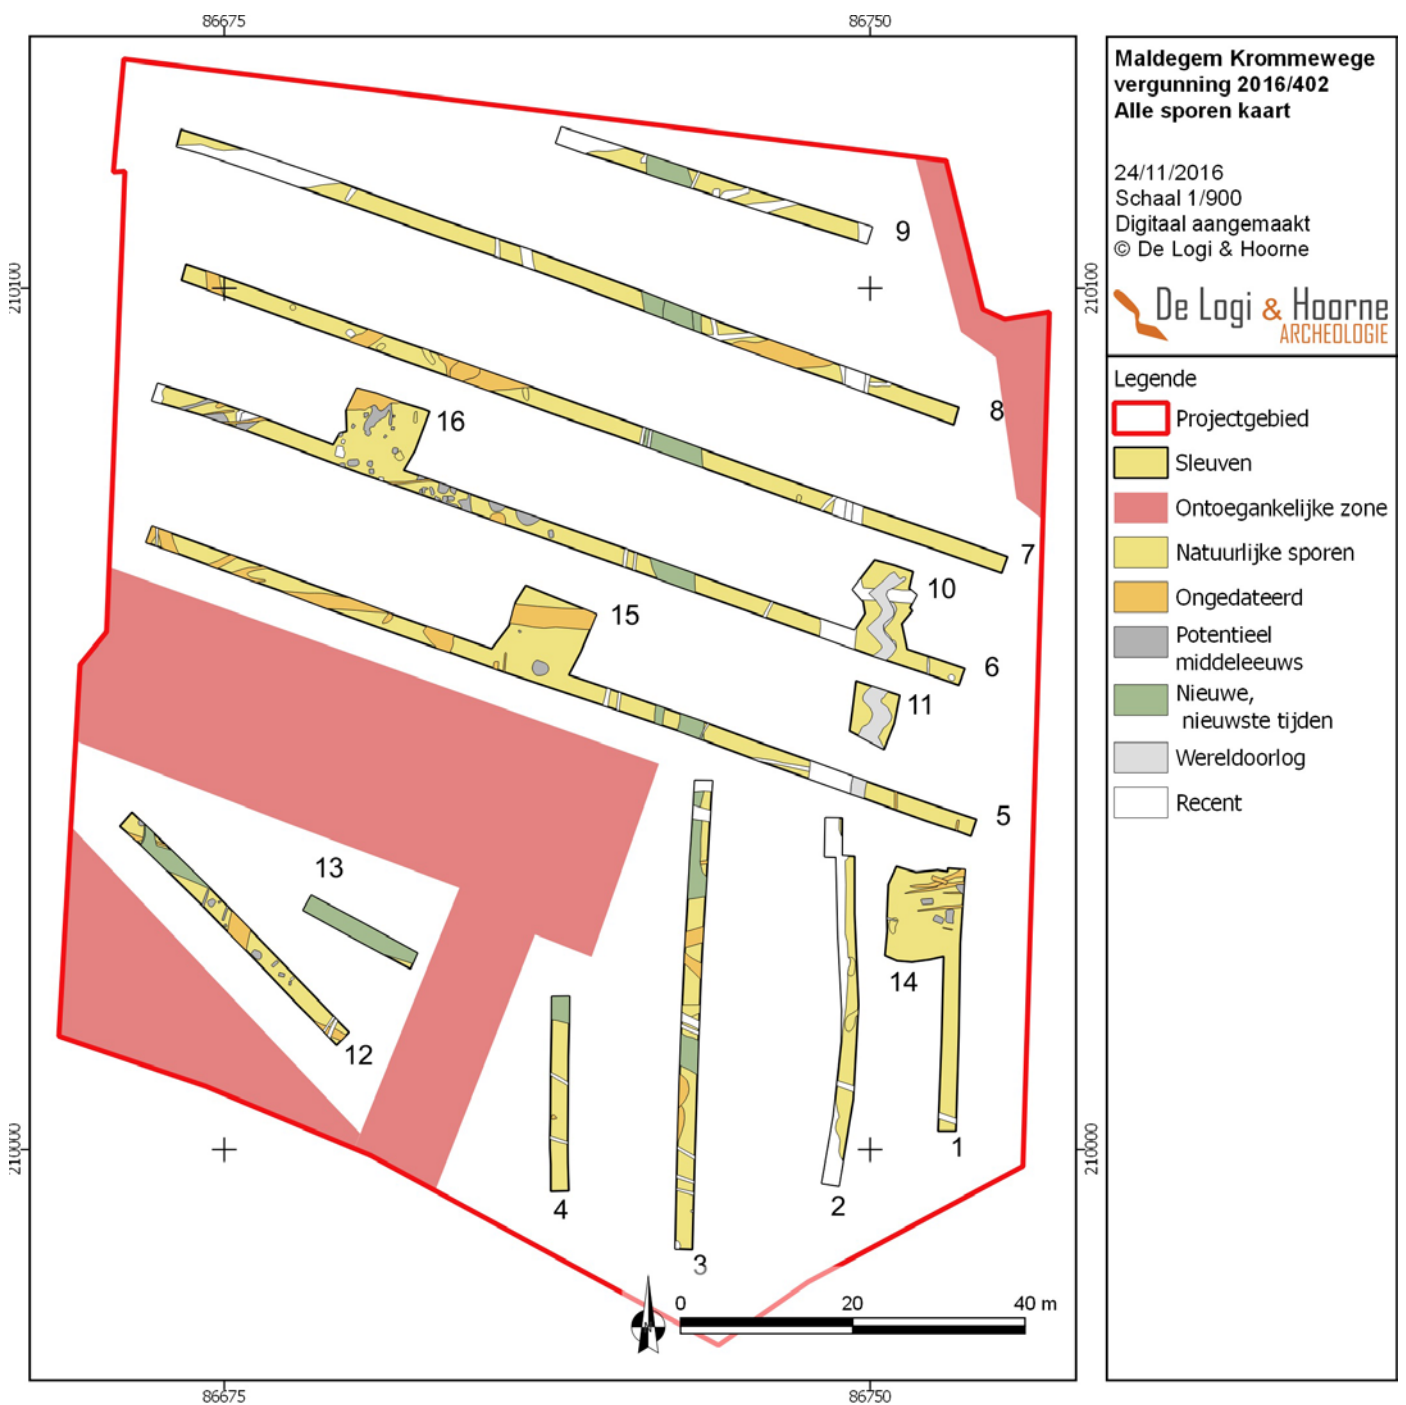 86675
86750
210100
210100
210000
210000
86675
86750
9
8
16
7
10
15
6
11
5
13
14
12
1
2
4
3
0 20 40 m
Maldegem Krommewege
vergunning 2016/402
Alle sporen kaart
24/11/2016
Schaal 1/900
Digitaal aangemaakt
© De Logi & Hoorne
De Logi & Hoorne
ARCHEOLOGIE
Legende
Projectgebied
Sleuven
Ontoegankelijke zone
Natuurlijke sporen
Ongedateerd
Potentieel
middeleeuws
Nieuwe,
nieuwste tijden
Wereldoorlog
Recent